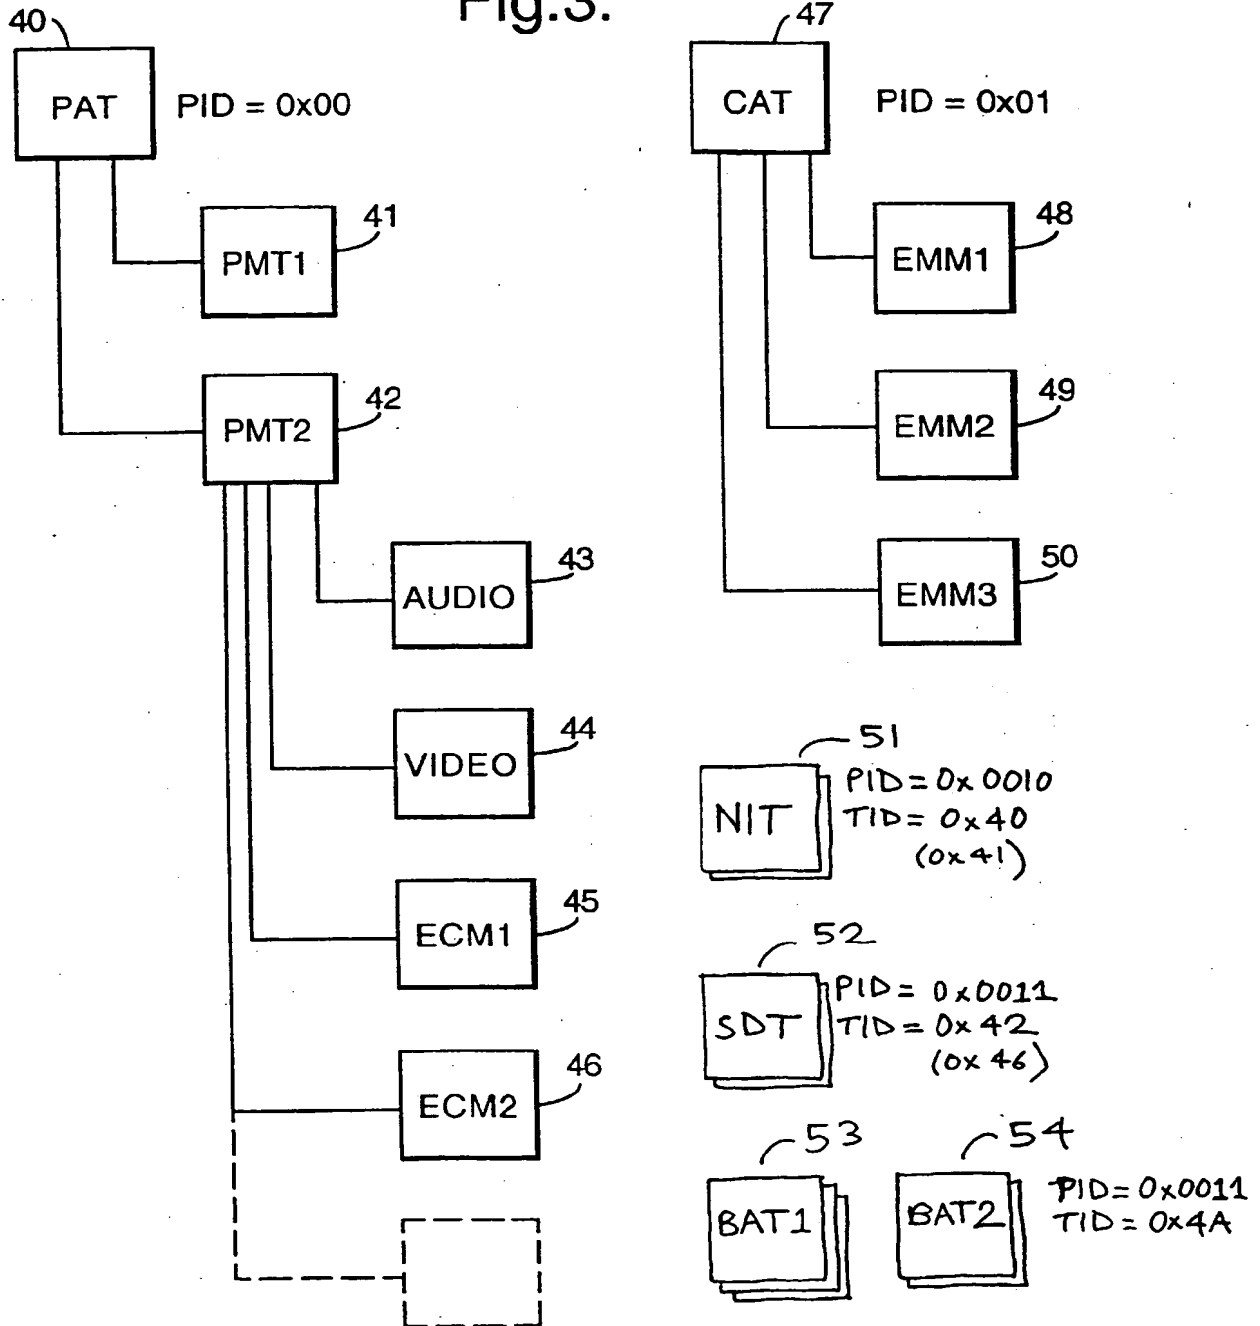 Fig.3.
40
PAT
PID = 0x00
41
PMT1
42
PMT2
43
AUDIO
44
VIDEO
45
ECM1
46
ECM2
47
CAT
PID = 0x01
48
EMM1
49
EMM2
50
EMM3
51
NIT
PID = 0x0010
TID = 0x40
(0x41)
52
SDT
PID = 0x0011
TID = 0x42
(0x46)
53
BAT1
54
BAT2
PID = 0x0011
TID = 0x4A